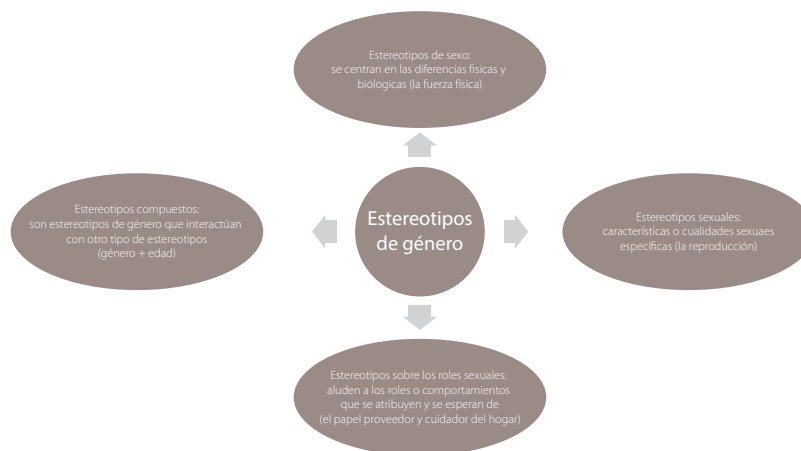 Estereotipos de sexo:
se centran en las diferencias fisicas y
biólogicas (la fuerza física)
Estereotipos compuestos:
son estereotipos de género que interactúan
con otro tipo de estereotipos
(género + edad)
Estereotipos
de género
Estereotipos sexuales:
características o cualidades sexuaes
específicas (la reproducción)
Estereotipos sobre los roles sexuales:
aluden a los roles o comportamientos
que se atribuyen y se esperan de
(el papel proveedor y cuidador del hogar)